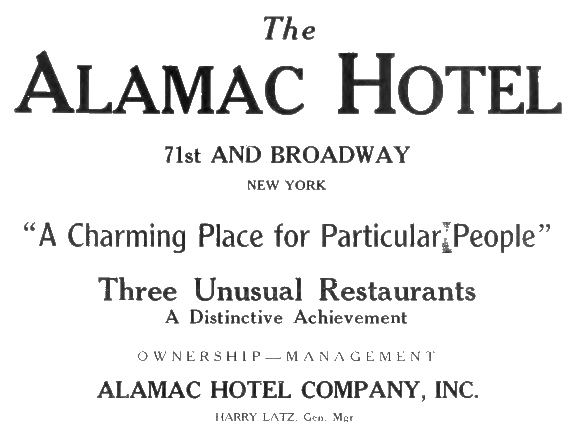 The
ALAMAC HOTEL
71st AND BROADWAY
NEW YORK
“A Charming Place for Particular People”
Three Unusual Restaurants
A Distinctive Achievement
OWNERSHIP—MANAGEMENT
ALAMAC HOTEL COMPANY, INC.
HARRY LATZ, Gen. Mgr